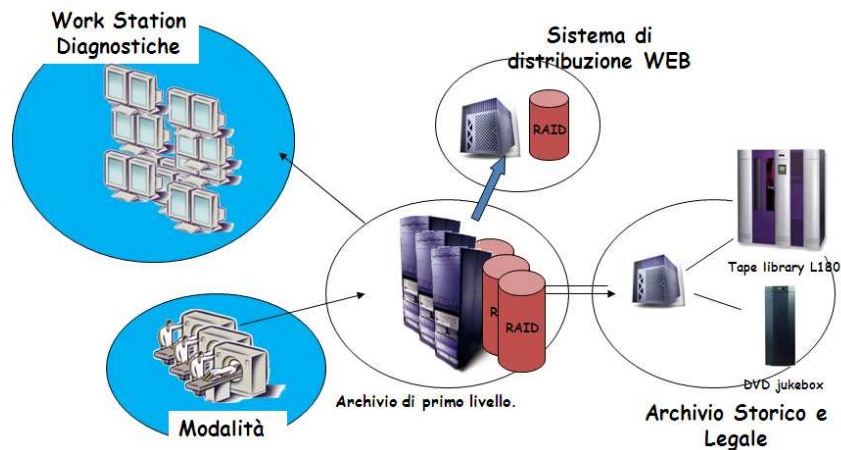 Work Station
Diagnostiche
Sistema di
distribuzione WEB
RAID
Tape library L180
RAID
DVD jukebox
Archivio di primo livello.
Modalità
Archivio Storico e
Legale